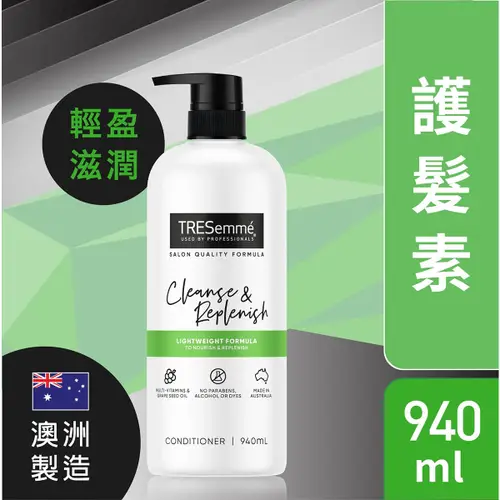 輕盈
滋潤
護髮素
TRESemmé
USED BY PROFESSIONALS
SALON QUALITY FORMULA
Cleanse &
Replenish
LIGHTWEIGHT FORMULA
TO NOURISH & REPLENISH
MULTI-VITAMINS &
GRAPE SEED OIL
NO PARABENS,
ALCOHOL OR DYES
MADE IN
AUSTRALIA
CONDITIONER | 940mL
澳洲
製造
940
ml